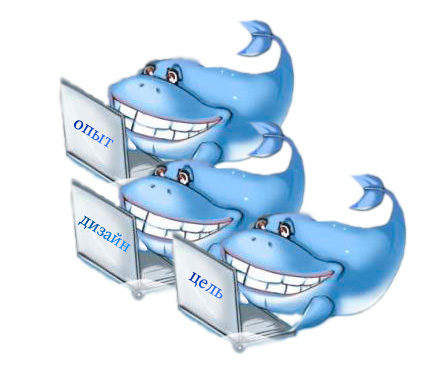 опыт
дизайн
цель